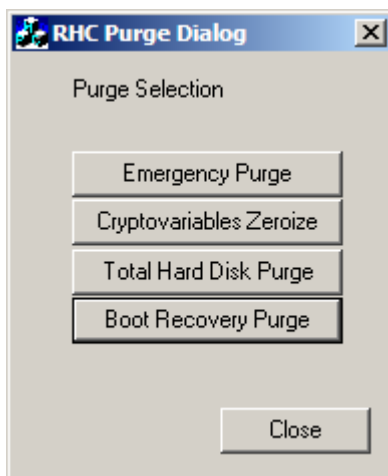 RHC Purge Dialog
Purge Selection
Emergency Purge
Cryptovariables Zeroize
Total Hard Disk Purge
Boot Recovery Purge
Close